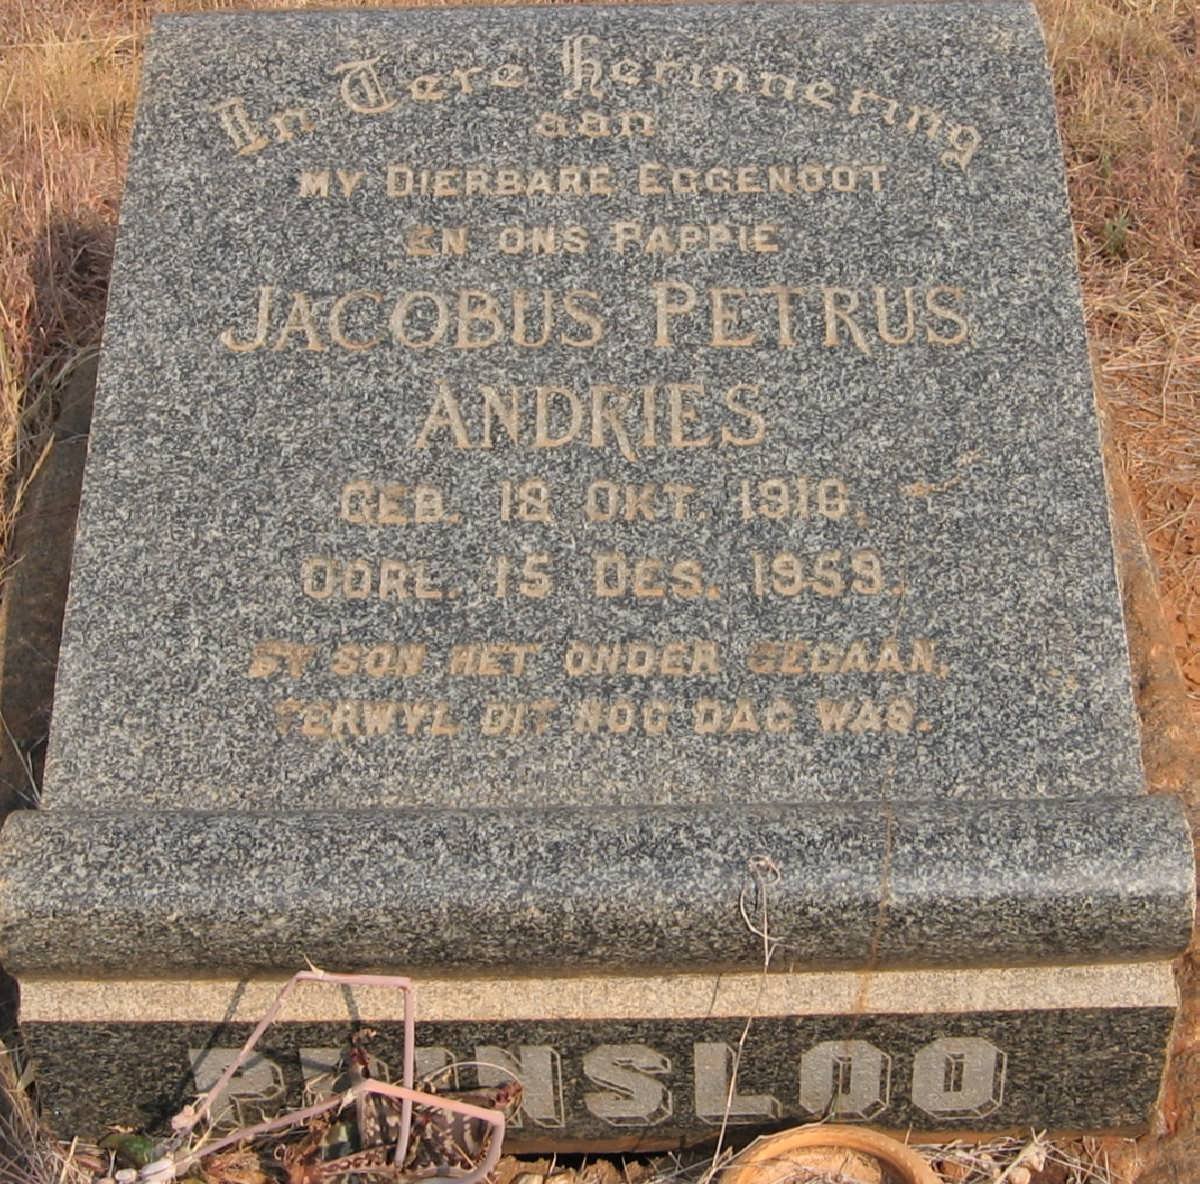 In Tere Herinnering
aan
MY DIERBARE EGGENOOT
EN ONS PAPPIE
JACOBUS PETRUS
ANDRIES
GEB. 18 OKT. 1916.
OORL. 15 DES. 1959.
SY SON HET ONDER GEGAAN,
TERWYL DIT NOG DAG WAS.
PRINSLOO